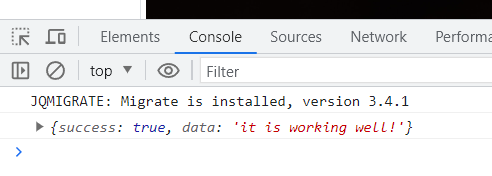 Elements Console Sources Network Performa
top Filter
JQMIGRATE: Migrate is installed, version 3.4.1
{success: true, data: 'it is working well!'}